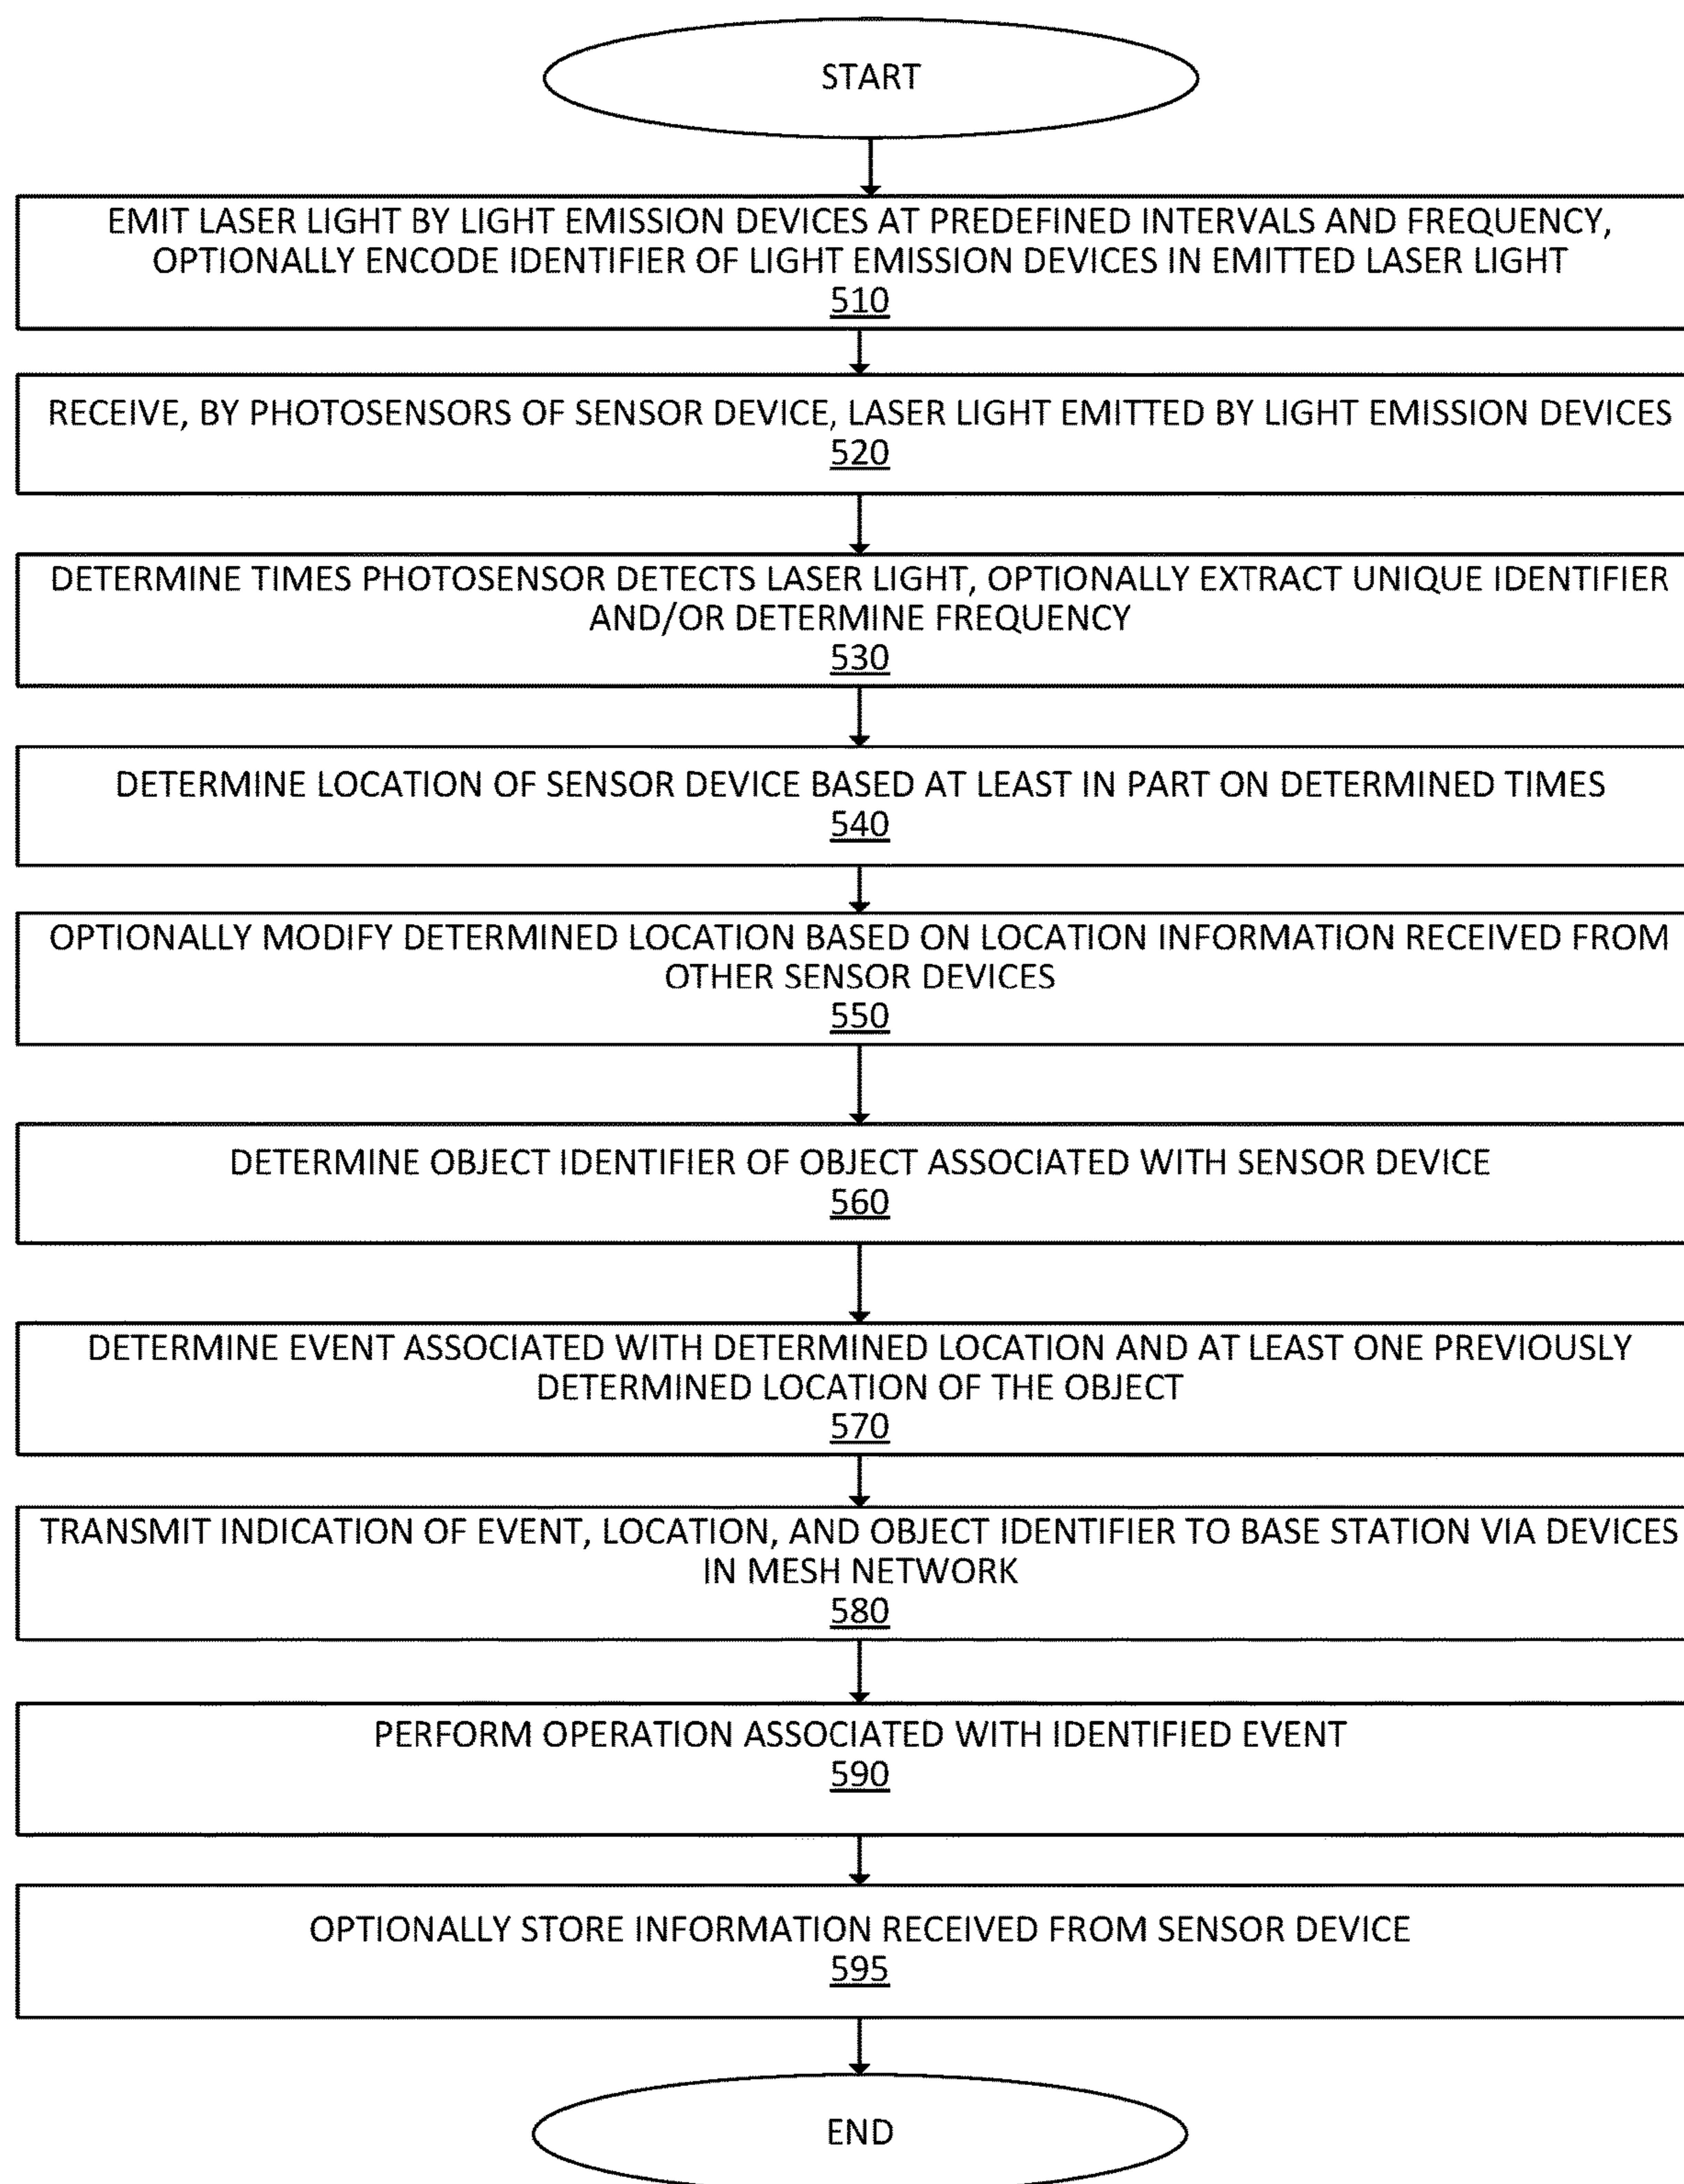 START
EMIT LASER LIGHT BY LIGHT EMISSION DEVICES AT PREDEFINED INTERVALS AND FREQUENCY,
OPTIONALLY ENCODE IDENTIFIER OF LIGHT EMISSION DEVICES IN EMITTED LASER LIGHT
510
RECEIVE, BY PHOTOSENSORS OF SENSOR DEVICE, LASER LIGHT EMITTED BY LIGHT EMISSION DEVICES
520
DETERMINE TIMES PHOTOSENSOR DETECTS LASER LIGHT, OPTIONALLY EXTRACT UNIQUE IDENTIFIER
AND/OR DETERMINE FREQUENCY
530
DETERMINE LOCATION OF SENSOR DEVICE BASED AT LEAST IN PART ON DETERMINED TIMES
540
OPTIONALLY MODIFY DETERMINED LOCATION BASED ON LOCATION INFORMATION RECEIVED FROM
OTHER SENSOR DEVICES
550
DETERMINE OBJECT IDENTIFIER OF OBJECT ASSOCIATED WITH SENSOR DEVICE
560
DETERMINE EVENT ASSOCIATED WITH DETERMINED LOCATION AND AT LEAST ONE PREVIOUSLY
DETERMINED LOCATION OF THE OBJECT
570
TRANSMIT INDICATION OF EVENT, LOCATION, AND OBJECT IDENTIFIER TO BASE STATION VIA DEVICES
IN MESH NETWORK
580
PERFORM OPERATION ASSOCIATED WITH IDENTIFIED EVENT
590
OPTIONALLY STORE INFORMATION RECEIVED FROM SENSOR DEVICE
595
END